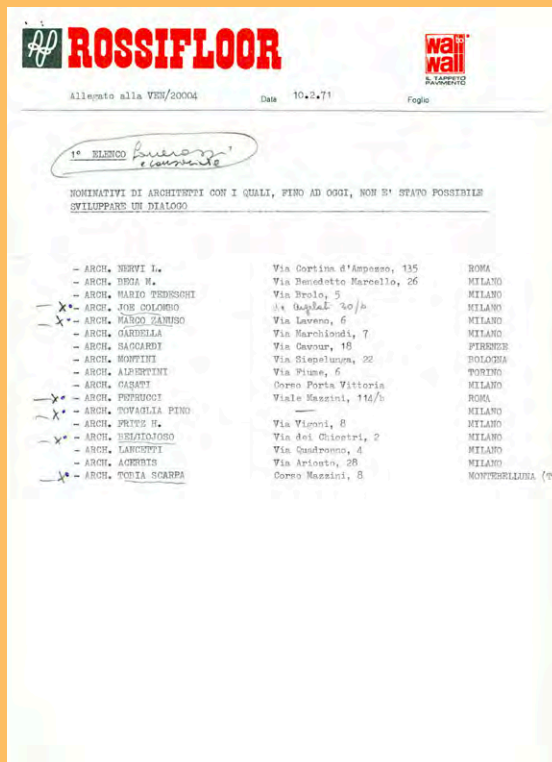 ROSSIFLOOR
wall to wall
IL TAPPETO
PAVIMENTO
Allegato alla VEN/20004 Data 10.2.71 Foglio
1° ELENCO
NOMINATIVI DI ARCHITETTI CON I QUALI, FINO AD OGGI, NON E' STATO POSSIBILE
SVILUPPARE UN DIALOGO
- ARCH. NERVI L. Via Cortina d'Ampezzo, 135 ROMA
- ARCH. BEGA M. Via Benedetto Marcello, 26 MILANO
- ARCH. MARIO TEDESCHI Via Brolo, 5 MILANO
X - ARCH. JOE COLOMBO 20/b MILANO
X - ARCH. MARCO ZANUSO Via Laveno, 6 MILANO
- ARCH. GARDELLA Via Marchiondi, 7 MILANO
- ARCH. SACCARDI Via Cavour, 18 FIRENZE
- ARCH. MONTINI Via Siepelunga, 22 BOLOGNA
- ARCH. ALBERTINI Via Fiume, 6 TORINO
- ARCH. CASATI Corso Porta Vittoria MILANO
X - ARCH. PETRUCCI Viale Mazzini, 114/b ROMA
X - ARCH. TOVAGLIA PINO — MILANO
- ARCH. FRITZ H. Via Vigoni, 8 MILANO
X - ARCH. BELGIOJOSO Via dei Chiostri, 2 MILANO
- ARCH. LANCETTI Via Quadronno, 4 MILANO
- ARCH. ACERBIS Via Ariosto, 28 MILANO
X - ARCH. TOBIA SCARPA Corso Mazzini, 8 MONTEBELLUNA (T